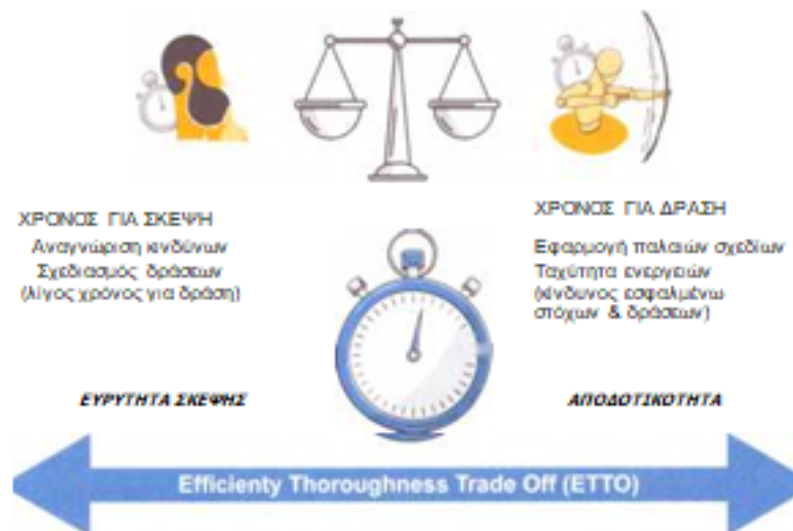 ΧΡΟΝΟΣ ΓΙΑ ΣΚΕΨΗ
Αναγνώριση κινδύνων
Σχεδιασμός δράσεων
(λίγος χρόνος για δράση)
ΧΡΟΝΟΣ ΓΙΑ ΔΡΑΣΗ
Εφαρμογή παλαιών σχεδίων
Ταχύτητα ενεργειών
(κίνδυνος εσφαλμένω
στόχων & δράσεων)
ΕΥΡΥΤΗΤΑ ΣΚΕΨΗΣ
ΑΠΟΔΟΤΙΚΟΤΗΤΑ
Efficienty Thoroughness Trade Off (ETTO)